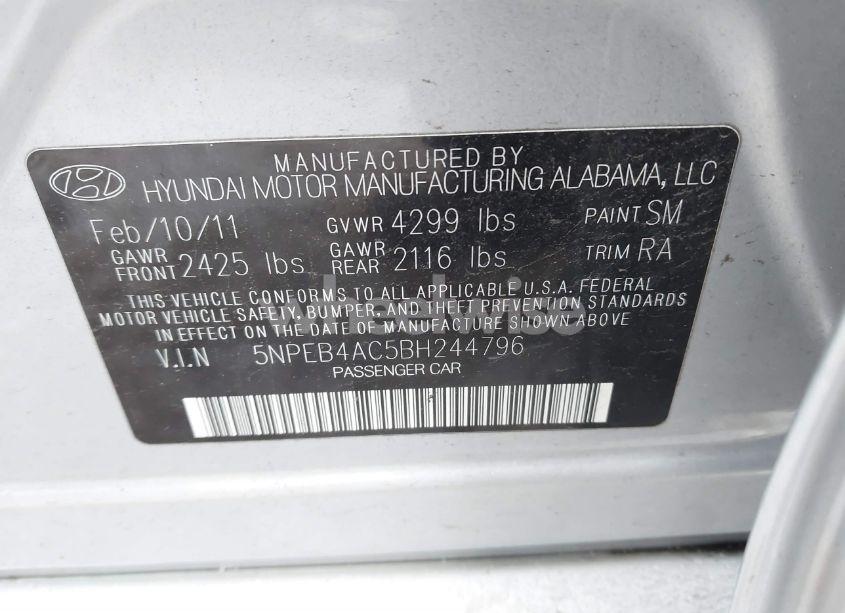 MANUFACTURED BY
HYUNDAI MOTOR MANUFACTURING ALABAMA, LLC
Feb/10/11 GVWR 4299 lbs PAINT SM
GAWR FRONT 2425 lbs GAWR REAR 2116 lbs TRIM RA
THIS VEHICLE CONFORMS TO ALL APPLICABLE U.S.A. FEDERAL
MOTOR VEHICLE SAFETY, BUMPER, AND THEFT PREVENTION STANDARDS
IN EFFECT ON THE DATE OF MANUFACTURE SHOWN ABOVE
V.I.N 5NPEB4AC5BH244796
PASSENGER CAR